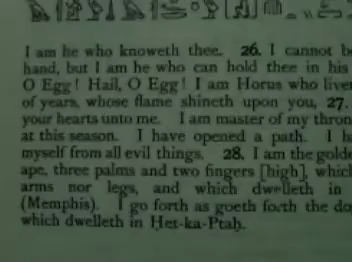 I am he who knoweth thee. 26. I cannot be
hand, but I am he who can hold thee in his
O Egg! Hail, O Egg! I am Horus who live
of years, whose flame shineth upon you, 27.
your hearts unto me. I am master of my thron
at this season. I have opened a path. I h
myself from all evil things. 28. I am the golde
ape, three palms and two fingers [high], which
arms nor legs, and which dwelleth in
(Memphis). I go forth as goeth forth the do
which dwelleth in Ḥet-ka-Ptaḥ.